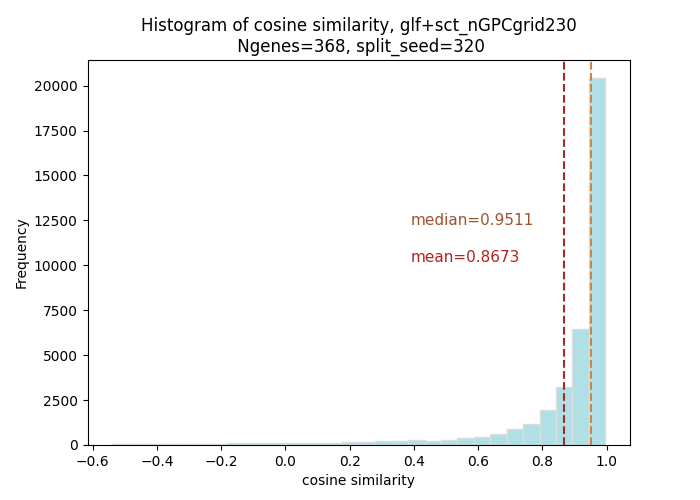 Histogram of cosine similarity, glf+sct_nGPCgrid230
Ngenes=368, split_seed=320
20000
17500
15000
12500
10000
7500
5000
2500
0
Frequency
median=0.9511
mean=0.8673
−0.6 −0.4 −0.2 0.0 0.2 0.4 0.6 0.8 1.0
cosine similarity